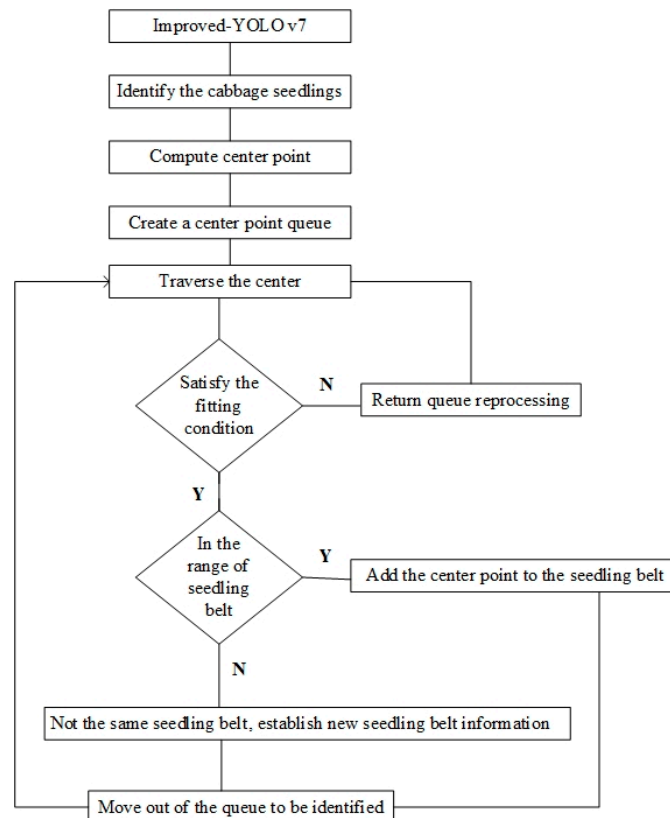 Improved-YOLO v7
Identify the cabbage seedlings
Compute center point
Create a center point queue
Traverse the center
Satisfy the
fitting
condition
N
Return queue reprocessing
Y
In the
range of
seedling
belt
Y
Add the center point to the seedling belt
N
Not the same seedling belt, establish new seedling belt information
Move out of the queue to be identified